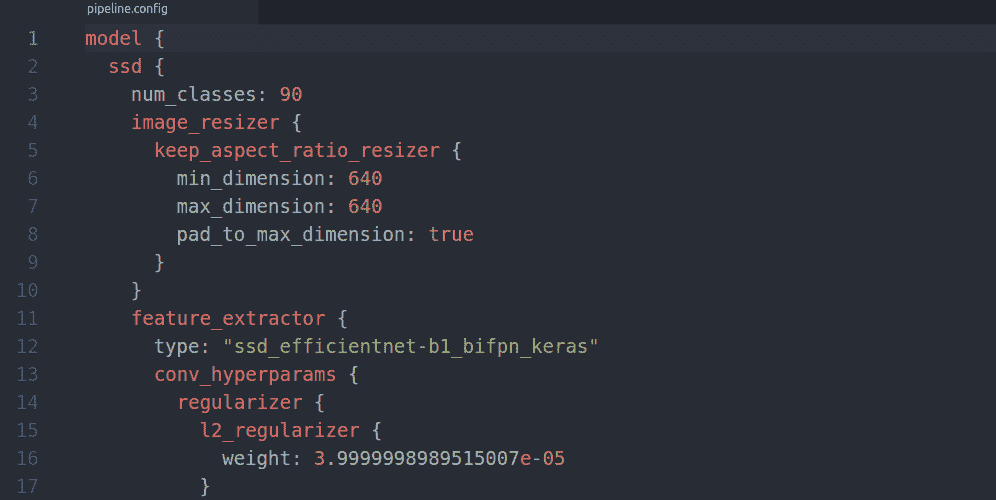 pipeline.config
1 model {
2 ssd {
3 num_classes: 90
4 image_resizer {
5 keep_aspect_ratio_resizer {
6 min_dimension: 640
7 max_dimension: 640
8 pad_to_max_dimension: true
9 }
10 }
11 feature_extractor {
12 type: "ssd_efficientnet-b1_bifpn_keras"
13 conv_hyperparams {
14 regularizer {
15 l2_regularizer {
16 weight: 3.9999998989515007e-05
17 }